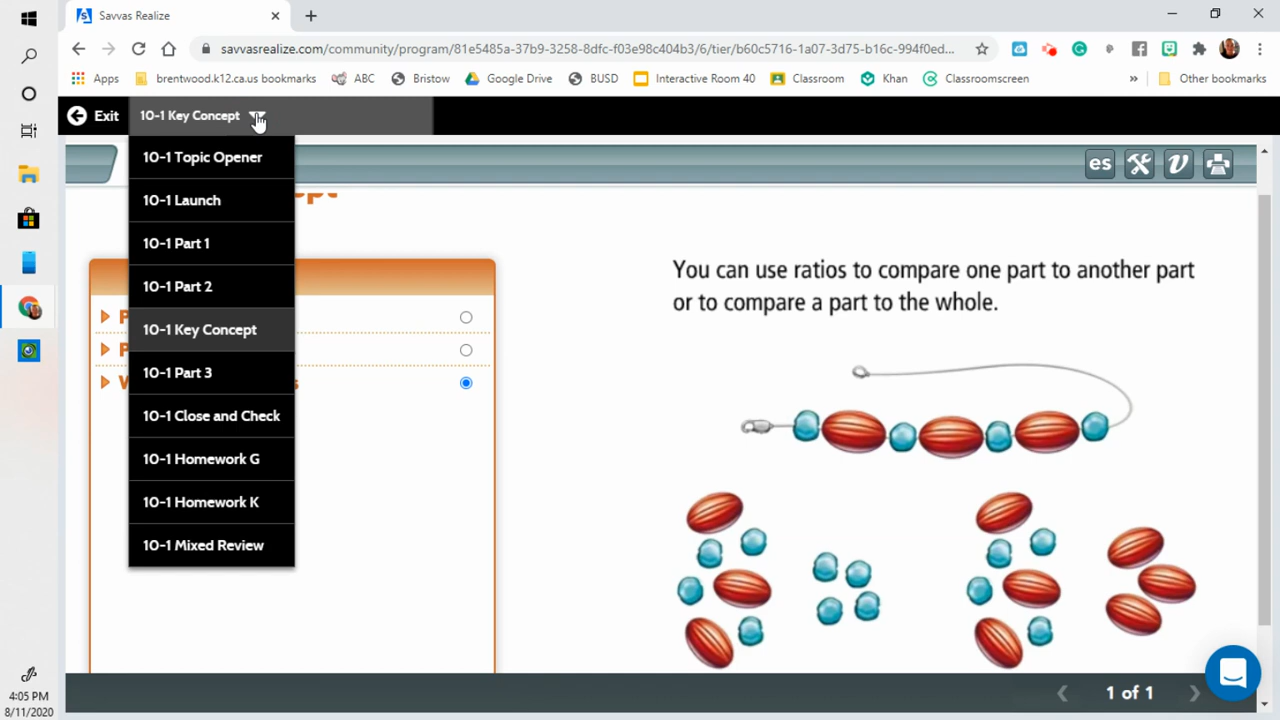 Savvas Realize
savvasrealize.com/community/program/81e5485a-37b9-3258-8dfc-f03e98c404b3/6/tier/b60c5716-1a07-3d75-b16c-994f0ed...
Apps
brentwood.k12.ca.us bookmarks
ABC
Bristow
Google Drive
BUSD
Interactive Room 40
Classroom
Khan
Classroomscreen
»
Other bookmarks
Exit
10-1 Key Concept
10-1 Topic Opener
10-1 Launch
10-1 Part 1
10-1 Part 2
10-1 Key Concept
10-1 Part 3
10-1 Close and Check
10-1 Homework G
10-1 Homework K
10-1 Mixed Review
es
You can use ratios to compare one part to another part
or to compare a part to the whole.
1 of 1
4:05 PM
8/11/2020